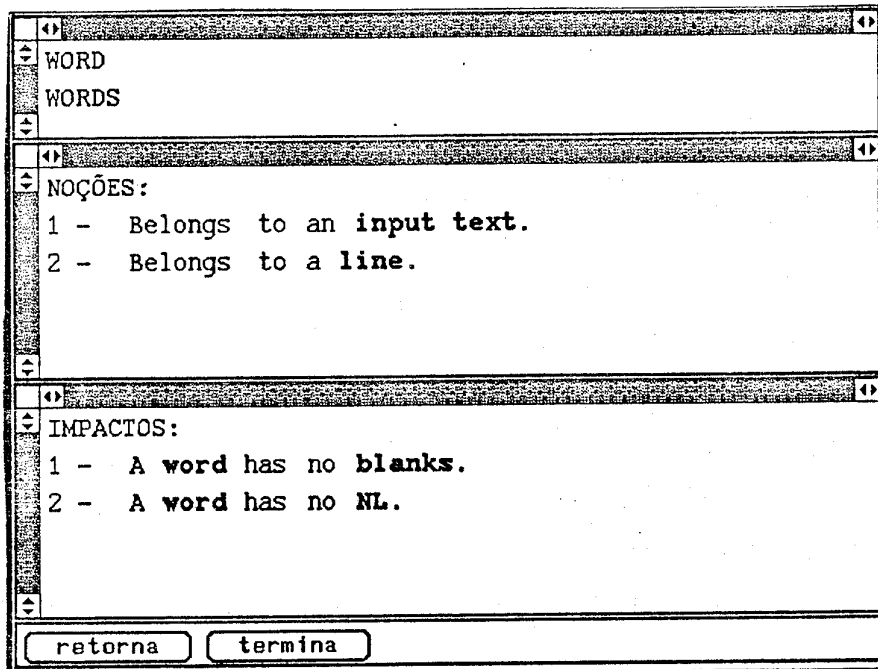 WORD
WORDS
NOÇÕES:
1 - Belongs to an input text.
2 - Belongs to a line.
IMPACTOS:
1 - A word has no blanks.
2 - A word has no NL.
retorna termina